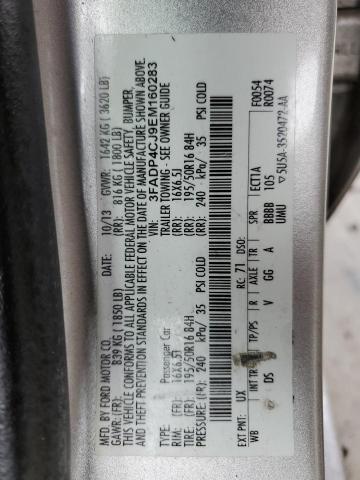 MFD. BY FORD MOTOR CO.
DATE: 10/13 GVWR: 1642 KG ( 3620 LB)
GAWR: (FR): 839 KG (1850 LB) (RR): 816 KG ( 1800 LB)
THIS VEHICLE CONFORMS TO ALL APPLICABLE FEDERAL MOTOR VEHICLE SAFETY, BUMPER,
AND THEFT PREVENTION STANDARDS IN EFFECT ON THE DATE OF MANUFACTURE SHOWN ABOVE.
VIN: 3FADP4CJ9EM160283
TYPE: Passenger Car TRAILER TOWING - SEE OWNER GUIDE
RIM: (FR): 16X6.5J (RR): 16X6.5J
TIRE: (FR): 195/50R16 84H (RR): 195/50R16 84H
PRESSURE: (FR): 240 kPa/ 35 PSI/COLD (RR): 240 kPa/ 35 PSI COLD
EXT PNT: UX RC: 71 DSO: F0054
R0074
WB INT TR TP/PS R AXLE TR SPR ECT1A
V GG A BBBB 105
UMU ▽5U5A-3520472-AA